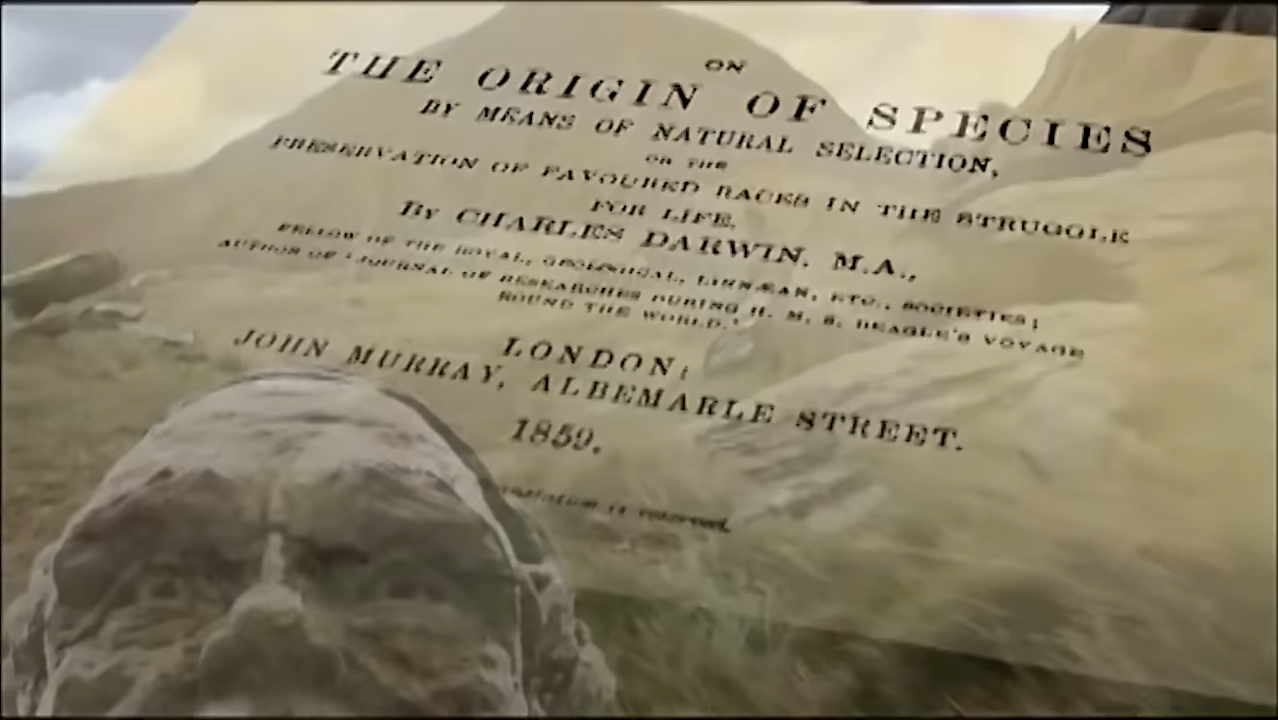 ON
THE ORIGIN OF SPECIES
BY MEANS OF NATURAL SELECTION,
OR THE
PRESERVATION OF FAVOURED RACES IN THE STRUGGLE
FOR LIFE.
By CHARLES DARWIN, M.A.,
FELLOW OF THE ROYAL, GEOLOGICAL, LINNÆAN, ETC., SOCIETIES;
AUTHOR OF 'JOURNAL OF RESEARCHES DURING H. M. S. BEAGLE'S VOYAGE
ROUND THE WORLD.'
LONDON:
JOHN MURRAY, ALBEMARLE STREET.
1859.
is reserved.